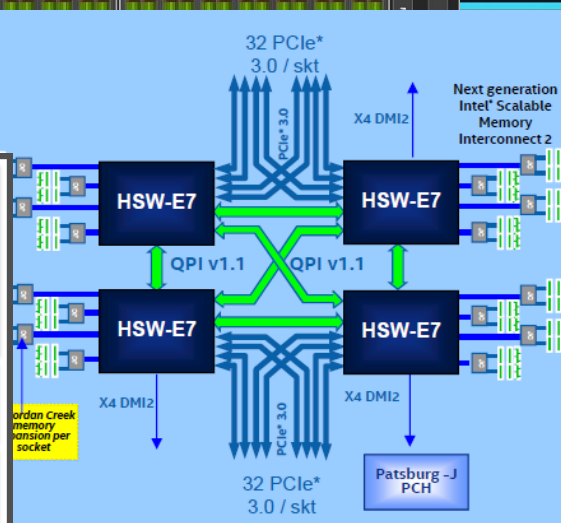 32 PCIe*
3.0 / skt
PCIe* 3.0
X4 DMI2
Next generation
Intel® Scalable
Memory
Interconnect 2
HSW-E7
HSW-E7
QPI v1.1
QPI v1.1
HSW-E7
HSW-E7
X4 DMI2
PCIe* 3.0
X4 DMI2
ordan Creek
memory
pansion per
socket
32 PCIe*
3.0 / skt
Patsburg -J
PCH